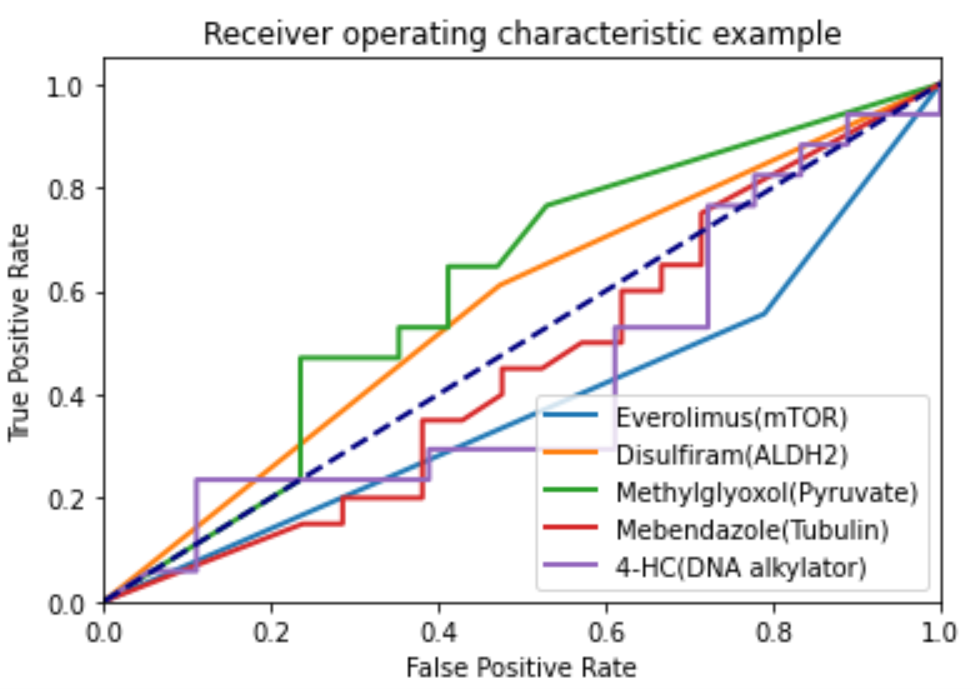 Receiver operating characteristic example
1.0
0.8
0.6
0.4
0.2
0.0
True Positive Rate
Everolimus(mTOR)
Disulfiram(ALDH2)
Methylglyoxol(Pyruvate)
Mebendazole(Tubulin)
4-HC(DNA alkylator)
0.0 0.2 0.4 0.6 0.8 1.0
False Positive Rate